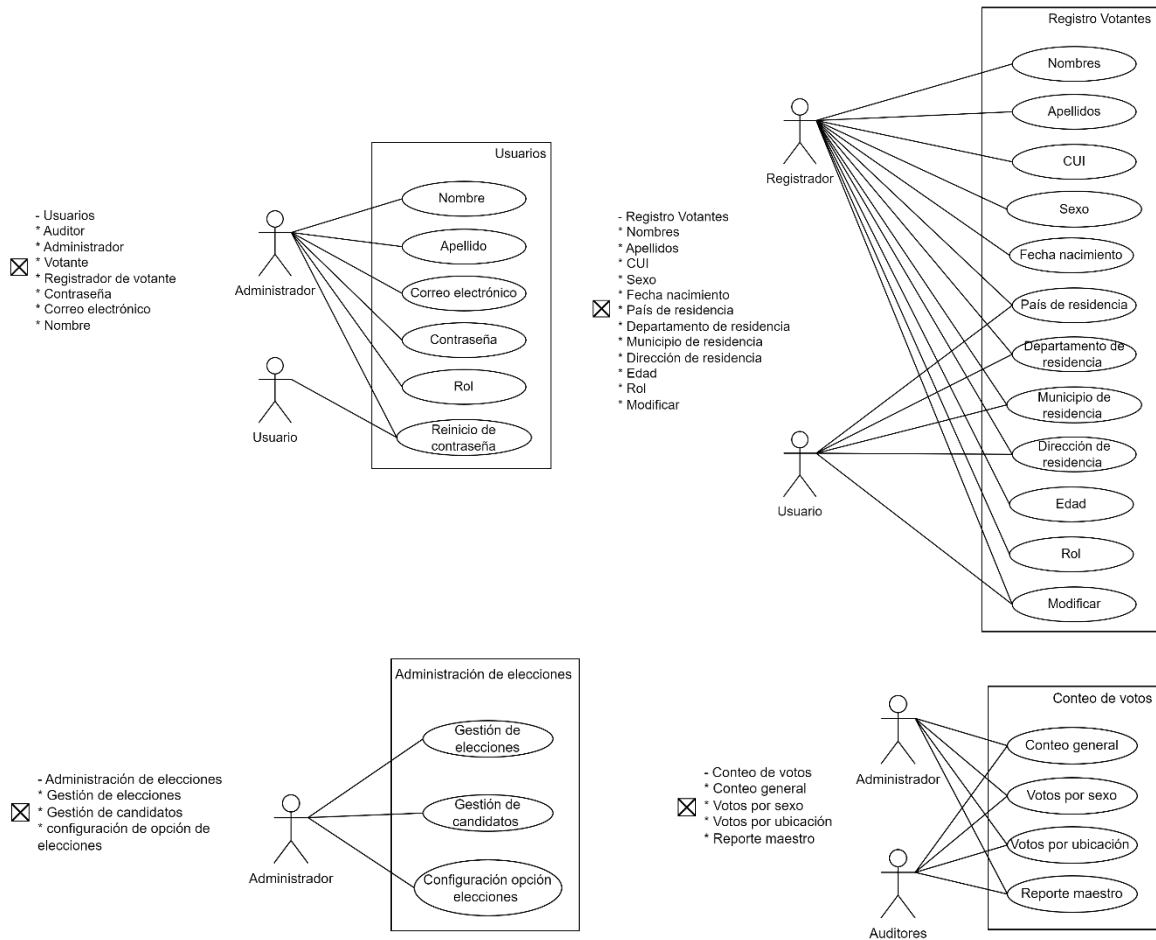 - Usuarios
* Auditor
* Administrador
* Votante
* Registrador de votante
* Contraseña
* Correo electrónico
* Nombre
Administrador
Usuario
Usuarios
Nombre
Apellido
Correo electrónico
Contraseña
Rol
Reinicio de
contraseña
- Registro Votantes
* Nombres
* Apellidos
* CUI
* Sexo
* Fecha nacimiento
* País de residencia
* Departamento de residencia
* Municipio de residencia
* Dirección de residencia
* Edad
* Rol
* Modificar
Registrador
Usuario
Registro Votantes
Nombres
Apellidos
CUI
Sexo
Fecha nacimiento
País de residencia
Departamento de
residencia
Municipio de
residencia
Dirección de
residencia
Edad
Rol
Modificar
- Administración de elecciones
* Gestión de elecciones
* Gestión de candidatos
* configuración de opción de
elecciones
Administrador
Administración de elecciones
Gestión de
elecciones
Gestión de
candidatos
Configuración opción
elecciones
- Conteo de votos
* Conteo general
* Votos por sexo
* Votos por ubicación
* Reporte maestro
Administrador
Auditores
Conteo de votos
Conteo general
Votos por sexo
Votos por ubicación
Reporte maestro